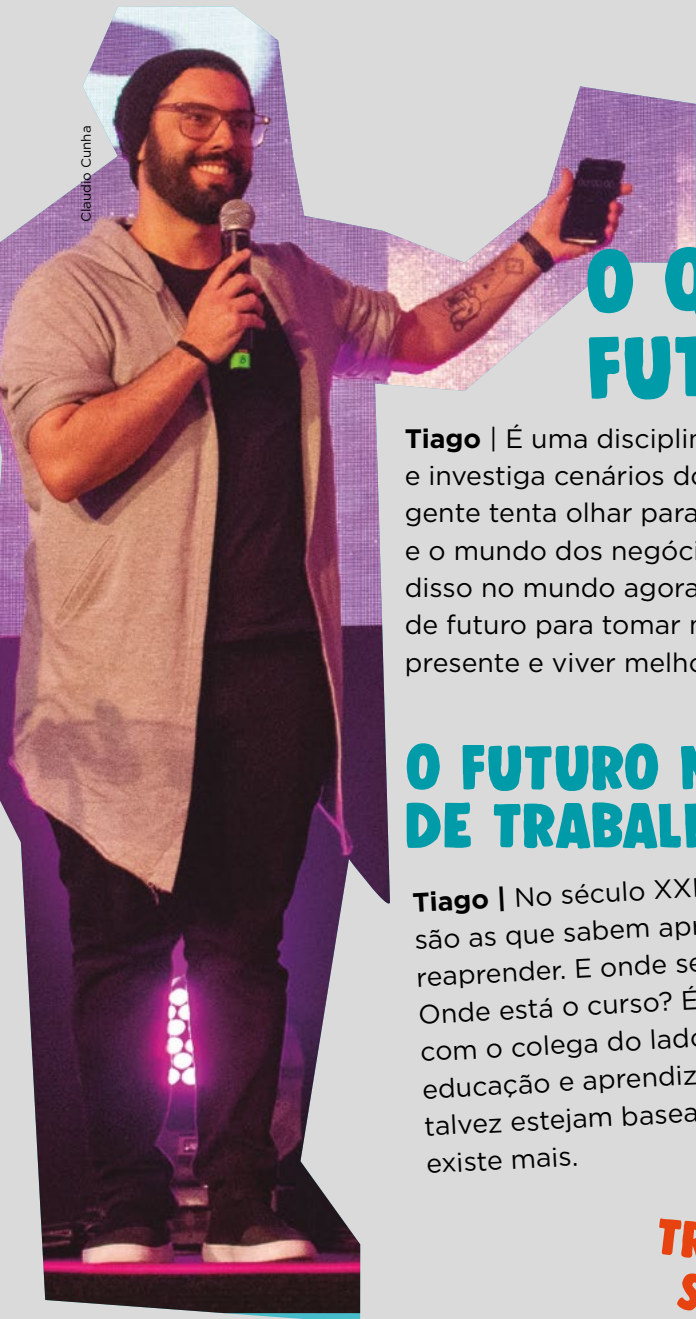 Claudio Cunha
O Q
FUT
Tiago | É uma disciplin
e investiga cenários do
gente tenta olhar para
e o mundo dos negóci
disso no mundo agora
de futuro para tomar
presente e viver melho
O FUTURO
DE TRABAL
Tiago | No século XXI
são as que sabem apr
reaprender. E onde se
Onde está o curso? É
com o colega do lado
educação e aprendiz
talvez estejam basea
existe mais.
TR
S